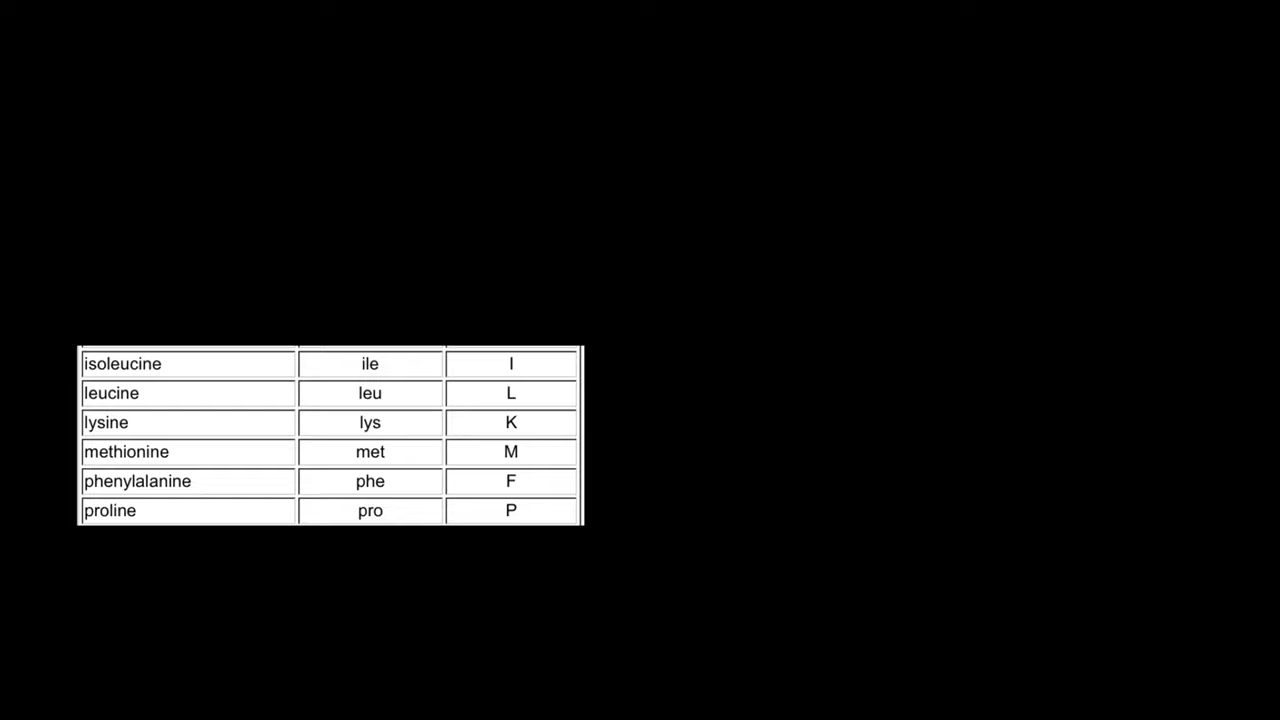 isoleucine ile I
leucine leu L
lysine lys K
methionine met M
phenylalanine phe F
proline pro P